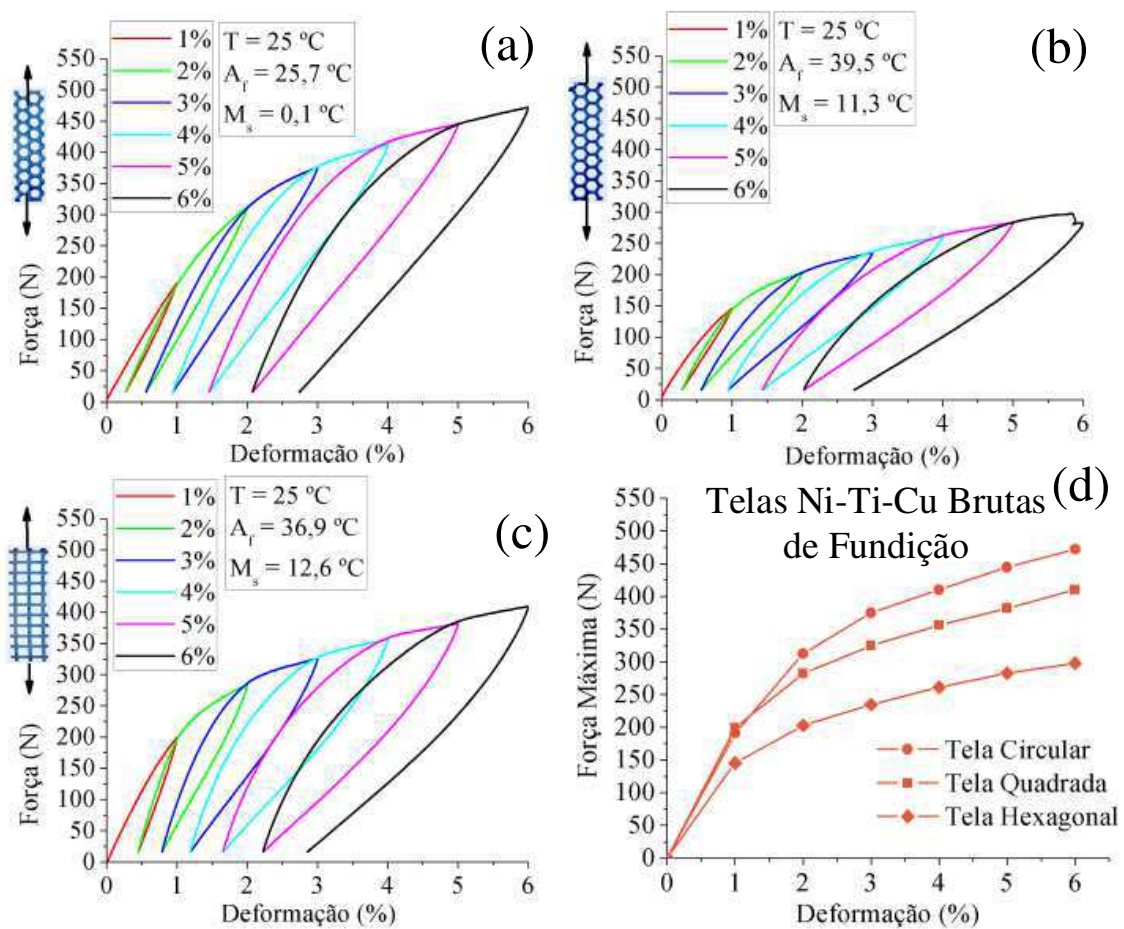 (a)
1%
2%
3%
4%
5%
6%
T = 25 ºC
A_f = 25,7 ºC
M_s = 0,1 ºC
550
500
450
400
350
300
250
200
150
100
50
0
Força (N)
0 1 2 3 4 5 6
Deformação (%)
(b)
1%
2%
3%
4%
5%
6%
T = 25 ºC
A_f = 39,5 ºC
M_s = 11,3 ºC
550
500
450
400
350
300
250
200
150
100
50
0
Força (N)
0 1 2 3 4 5 6
Deformação (%)
(c)
1%
2%
3%
4%
5%
6%
T = 25 ºC
A_f = 36,9 ºC
M_s = 12,6 ºC
550
500
450
400
350
300
250
200
150
100
50
0
Força (N)
0 1 2 3 4 5 6
Deformação (%)
(d)
Telas Ni-Ti-Cu Brutas
de Fundição
550
500
450
400
350
300
250
200
150
100
50
0
Força Máxima (N)
Tela Circular
Tela Quadrada
Tela Hexagonal
0 1 2 3 4 5 6
Deformação (%)